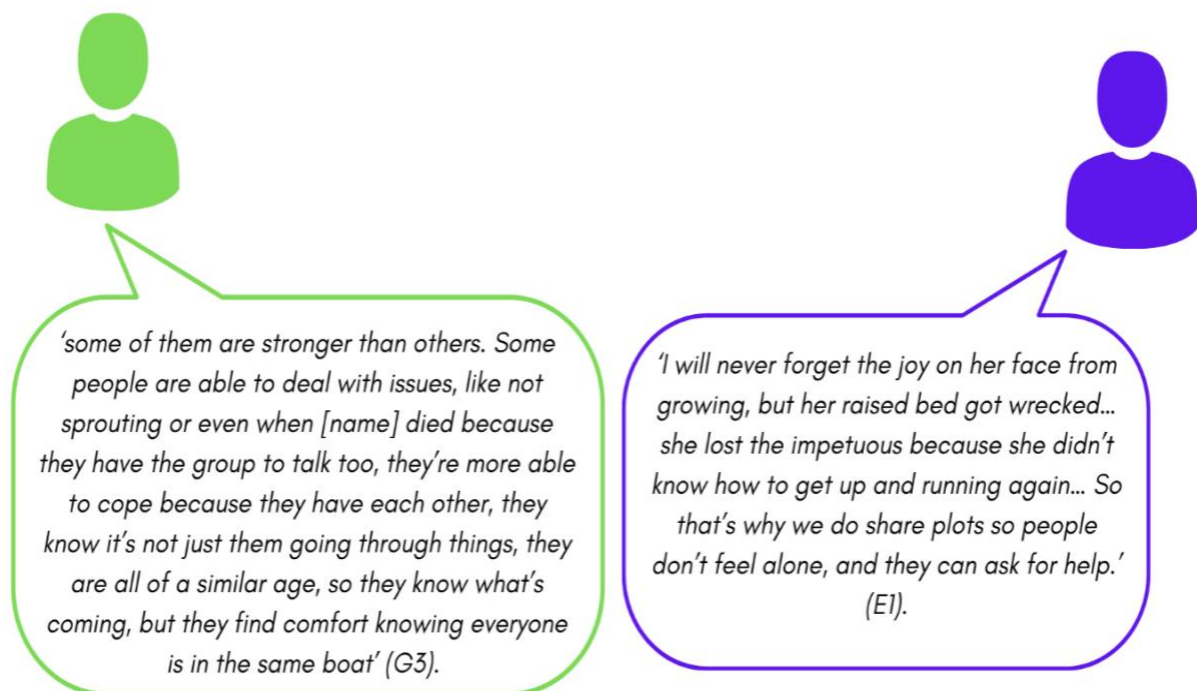 ‘some of them are stronger than others. Some
people are able to deal with issues, like not
sprouting or even when [name] died because
they have the group to talk too, they’re more able
to cope because they have each other, they
know it’s not just them going through things, they
are all of a similar age, so they know what’s
coming, but they find comfort knowing everyone
is in the same boat’ (G3).
‘I will never forget the joy on her face from
growing, but her raised bed got wrecked...
she lost the impetuous because she didn’t
know how to get up and running again... So
that’s why we do share plots so people
don’t feel alone, and they can ask for help.’
(E1).